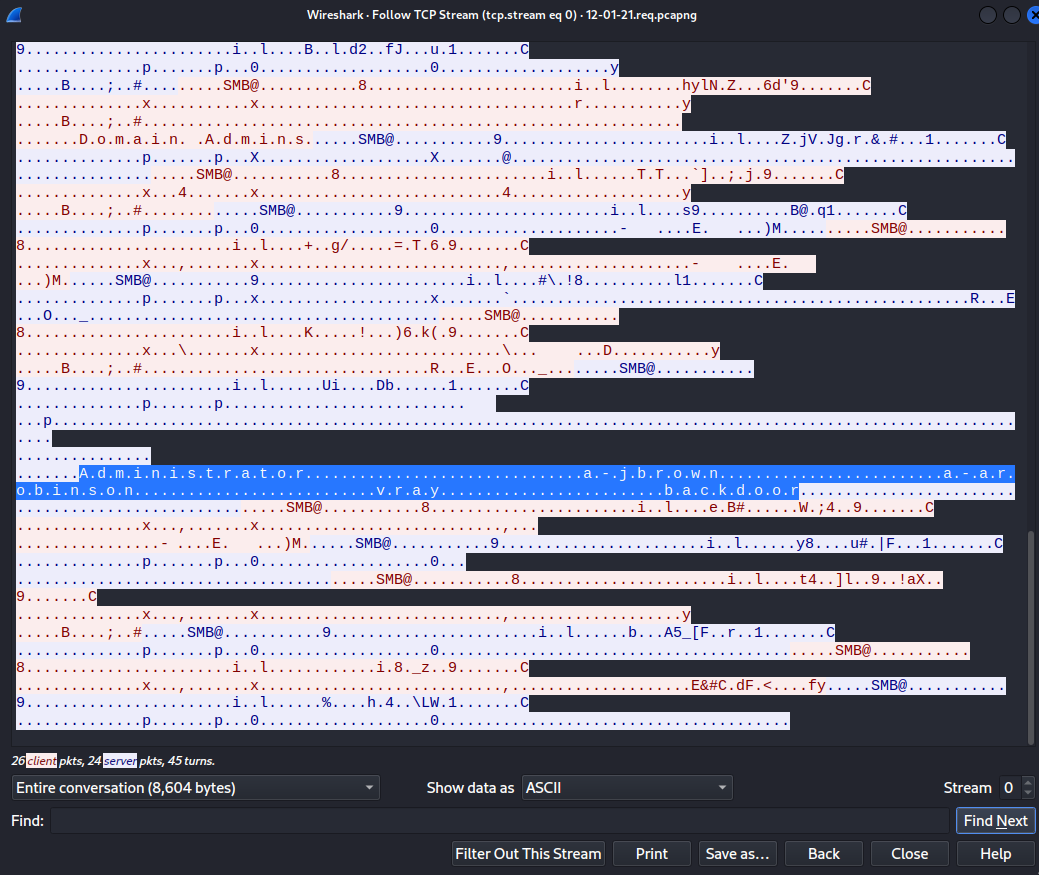 Wireshark · Follow TCP Stream (tcp.stream eq 0) · 12-01-21.req.pcapng
9.......................i..l....B..l.d2..fJ...u.1.......C
..............p.......p...0...................0...................y
.....B....;..#.... .....SMB@...........8.......................i..l........hylN.Z...6d'9.......C
..............x...........x...................................r...........y
.....B....;..#............................................................
.......D.o.m.a.i.n. .A.d.m.i.n.s......SMB@...........9.......................i..l....Z.jV.Jg.r.&.#...1.......C
..............p.......p...X...................X.......@........................................................
....................SMB@...........8.......................i..l......T.T...`]..;.j.9.......C
..............x...4.......x...........................4...................y
.....B....;..#.............SMB@...........9.......................i..l....s9..........B@.q1.......C
..............p.......p...0...................0....................-   ....E.   ...)M...........SMB@...........
8.......................i..l....+..g/.....=.T.6.9.......C
..............x...,.......x...........................,....................-   .....E.
...)M......SMB@...........9.......................i..l....#\.!8..........l1.......C
..............p.......p...x...................x.......`...................................................R...E
...O..._............................................SMB@...........
8.......................i..l....K.....!...)6.k(.9.......C
..............x...\.......x...........................\...    ...D...........y
.....B....;..#................................R...E...O..._........SMB@...........
9.......................i..l......Ui....Db......1.......C
..............p.......p...........................
...p...........................................................................................................
....
...............
.......A.d.m.i.n.i.s.t.r.a.t.o.r...............................a.-.j.b.r.o.w.n.........................a.-.a.r.
o.b.i.n.s.o.n...........................v.r.a.y.........................b.a.c.k.d.o.o.r........................
..............................SMB@...........8.......................i..l....e.B#......W.;4..9.......C
..............x...,.......x...........................,...
................-   ....E.   ...)M......SMB@...........9.......................i..l......y8....u#.|F...1.......C
..............p.......p...0...................0...
........................................SMB@...........8.......................i..l....t4..]l..9..!aX..
9.......C
..............x...,.......x...........................,...................y
.....B....;..#.....SMB@...........9.......................i..l......b...A5_[F..r..1.......C
..............p.......p...0...................0............................................SMB@...........
8.......................i..l............i.8._z..9.......C
..............x...,.......x...........................,....................E&#C.dF.<....fy.....SMB@...........
9.......................i..l......%....h.4..\LW.1.......C
..............p.......p...0...................0.......................................
26 client pkts, 24 server pkts, 45 turns.
Entire conversation (8,604 bytes) Show data as ASCII Stream 0
Find: Find Next
Filter Out This Stream Print Save as… Back Close Help